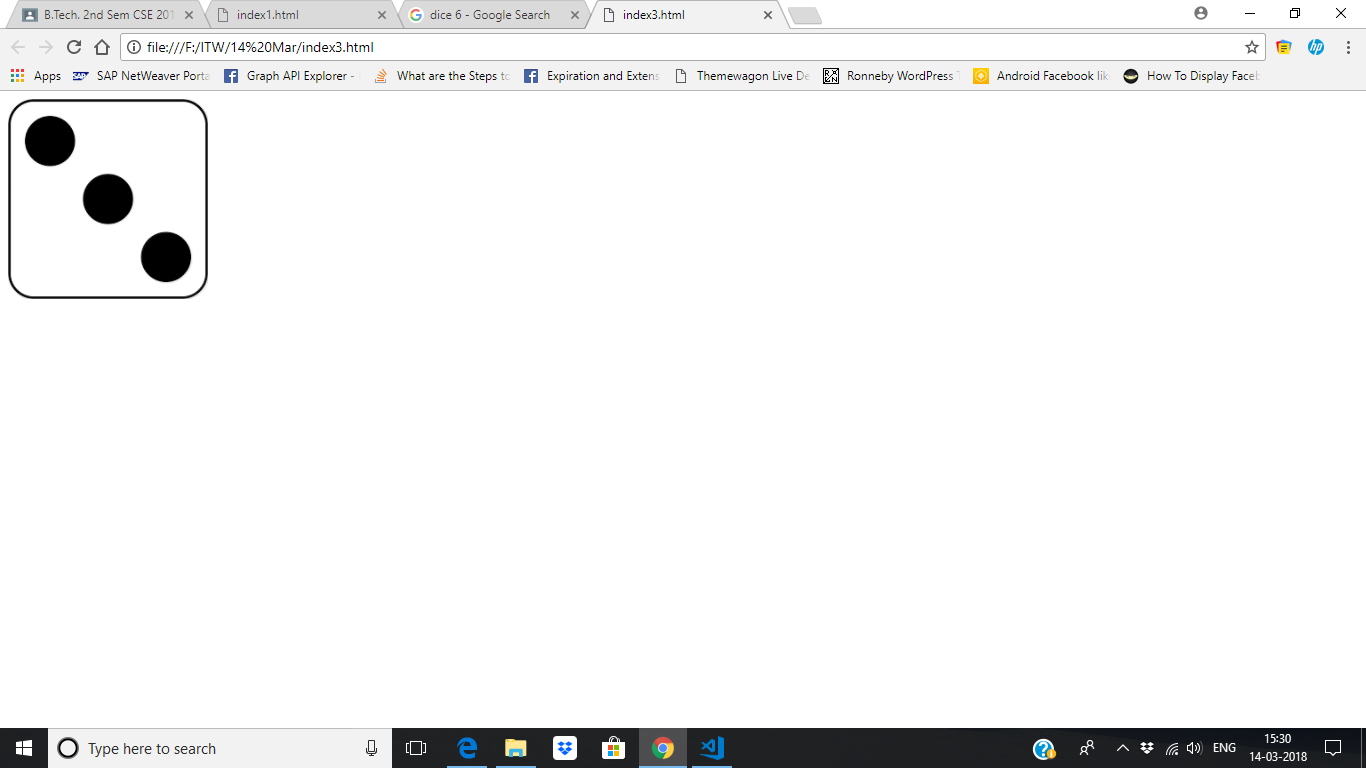 B.Tech. 2nd Sem CSE 201
index1.html
dice 6 - Google Search
index3.html
file:///F:/ITW/14%20Mar/index3.html
Apps
SAP NetWeaver Porta
Graph API Explorer -
What are the Steps to
Expiration and Extens
Themewagon Live De
Ronneby WordPress T
Android Facebook lik
How To Display Faceb
Type here to search
ENG
15:30
14-03-2018